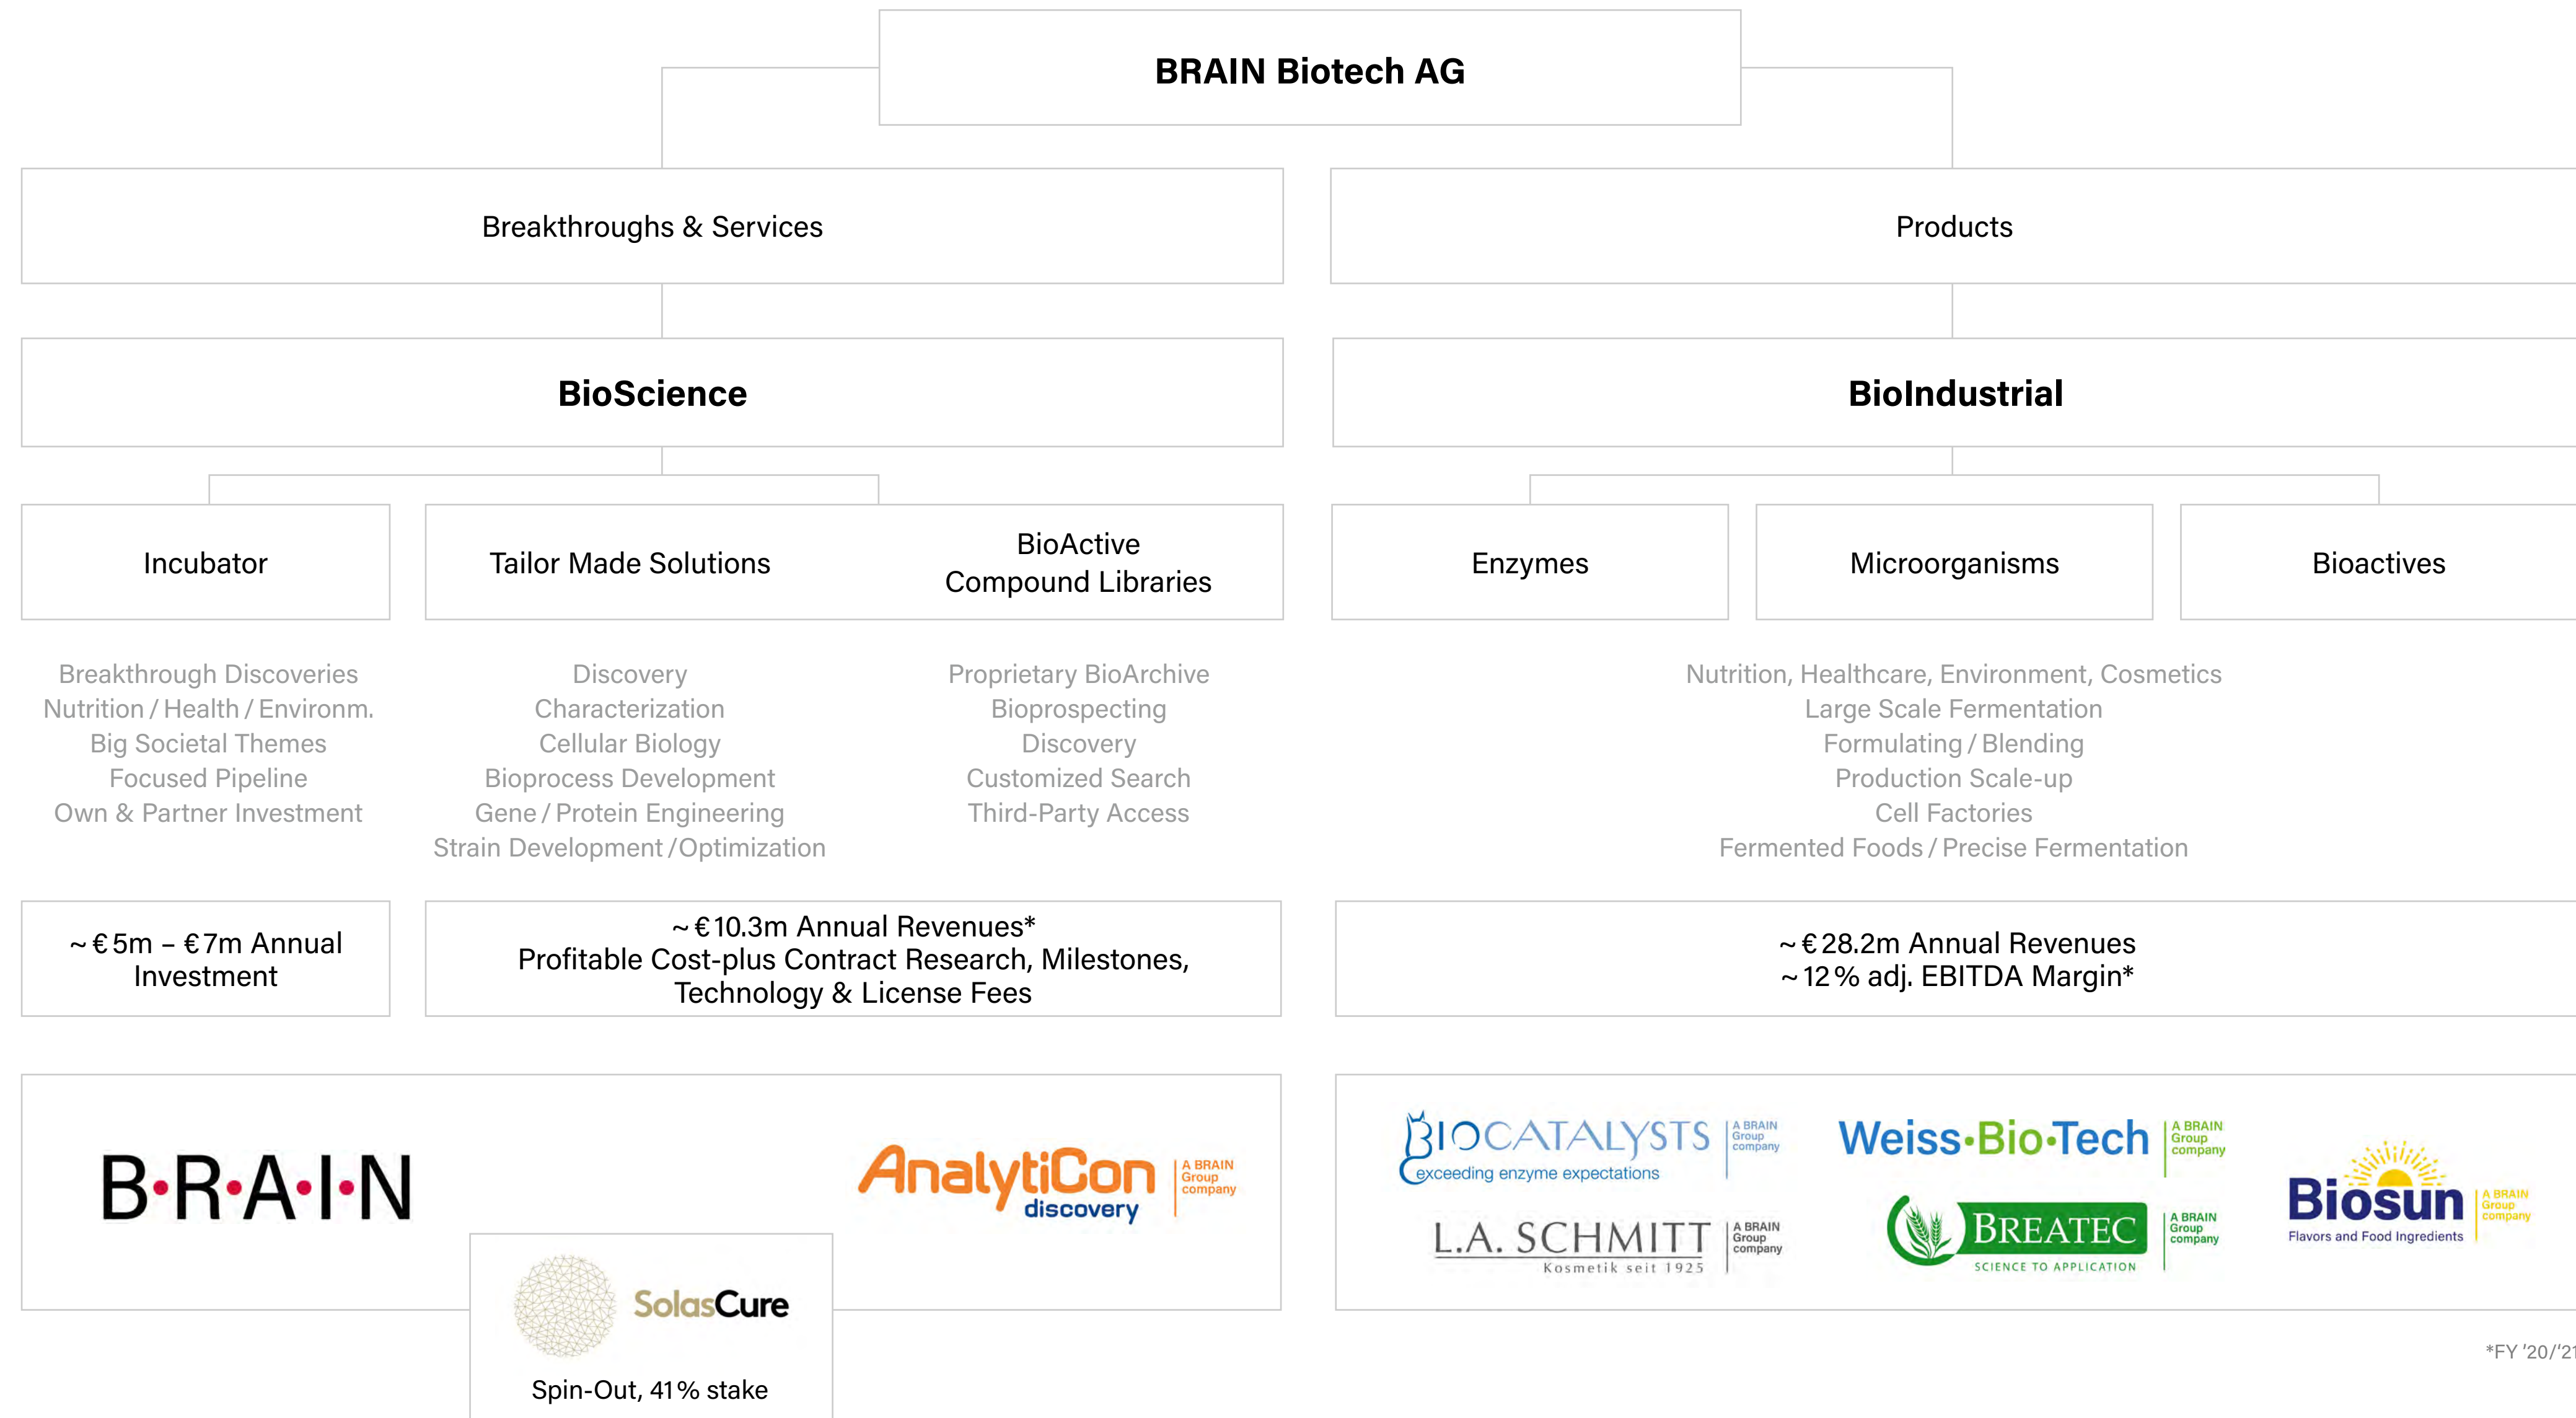 BRAIN Biotech AG
Breakthroughs & Services
Products
BioScience
BioIndustrial
Incubator
Tailor Made Solutions
BioActive
Compound Libraries
Enzymes
Microorganisms
Bioactives
Breakthrough Discoveries
Nutrition / Health / Environm.
Big Societal Themes
Focused Pipeline
Own & Partner Investment
Discovery
Characterization
Cellular Biology
Bioprocess Development
Gene / Protein Engineering
Strain Development / Optimization
Proprietary BioArchive
Bioprospecting
Discovery
Customized Search
Third-Party Access
Nutrition, Healthcare, Environment, Cosmetics
Large Scale Fermentation
Formulating / Blending
Production Scale-up
Cell Factories
Fermented Foods / Precise Fermentation
~ € 5m – € 7m Annual
Investment
~ € 10.3m Annual Revenues*
Profitable Cost-plus Contract Research, Milestones,
Technology & License Fees
~ € 28.2m Annual Revenues
~ 12 % adj. EBITDA Margin*
B·R·A·I·N
AnalytiCon
discovery
A BRAIN
Group
company
SolasCure
Spin-Out, 41% stake
BIOCATALYSTS
exceeding enzyme expectations
A BRAIN
Group
company
Weiss·Bio·Tech
A BRAIN
Group
company
L.A. SCHMITT
Kosmetik seit 1925
A BRAIN
Group
company
BREATEC
SCIENCE TO APPLICATION
A BRAIN
Group
company
Biosun
Flavors and Food Ingredients
A BRAIN
Group
company
*FY '20/'21